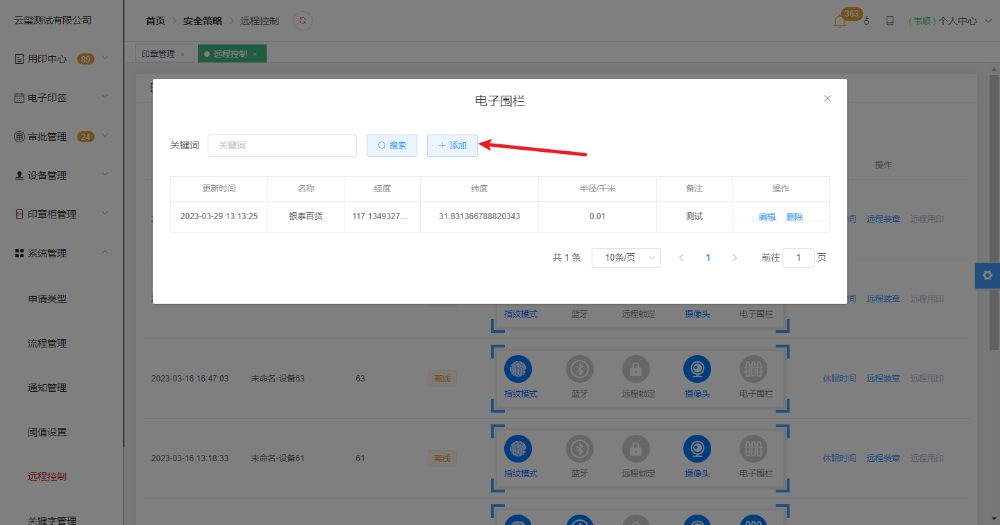 云玺测试有限公司
首页 安全策略 远程控制
363
(韦顺) 个人中心
印章管理 ×
远程控制 ×
用印中心 89
电子印签
审批管理 24
设备管理
印章柜管理
系统管理
申请类型
流程管理
通知管理
阈值设置
远程控制
关键字管理
电子围栏
关键词 关键词 搜索 添加
操作
更新时间 名称 经度 纬度 半径/千米 备注 操作
2023-03-29 13:13:25 银泰百货 117.1349327... 31.831366788820343 0.01 测试 编辑 删除
远程装章 远程用印
共 1 条 10条/页 1 前往 1 页
远程装章 远程用印
指纹模式 蓝牙 远程锁定 摄像头 电子围栏
2023-03-16 16:47:03 未命名-设备63 63 离线 休眠时间 远程装章 远程用印
指纹模式 蓝牙 远程锁定 摄像头 电子围栏
2023-03-16 13:18:33 未命名-设备61 61 离线 休眠时间 远程装章 远程用印
指纹模式 蓝牙 远程锁定 摄像头 电子围栏